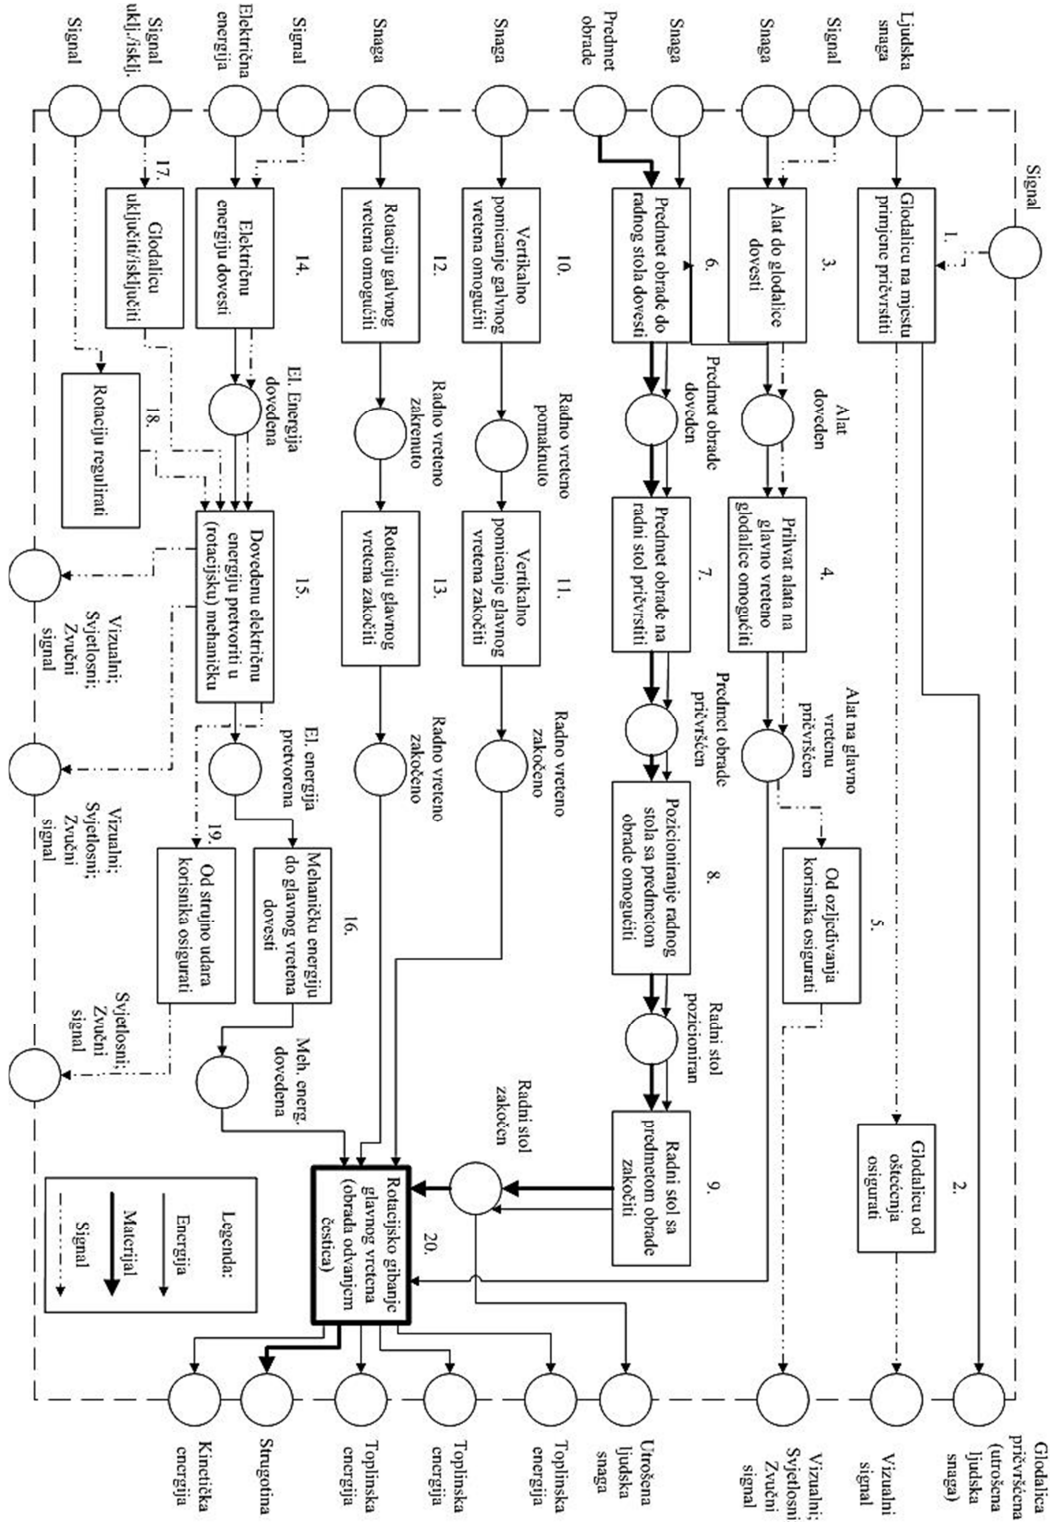 Signal
Ljudska
snaga
Signal
Snaga
Snaga
Predmet
obrade
Snaga
Snaga
Signal
Električna
energija
Signal
uklj./isklj.
Signal
1.
Glodalicu na mjestu
primjene pričvrstiti
2.
Glodalicu od
oštećenja
osigurati
Glodalica
pričvršćena
(utrošena
ljudska
snaga)
Vizualni
signal
3.
Alat do glodalice
dovesti
Alat
doveden
4.
Prihvat alata na
glavno vreteno
glodalice omogućiti
Alat na glavno
vretenu
pričvršćen
5.
Od ozljeđivanja
korisnika osigurati
Vizualni;
Svjetlosni
Zvučni
signal
6.
Predmet obrade do
radnog stola dovesti
Predmet obrade
doveden
7.
Predmet obrade na
radni stol pričvrstiti
Predmet obrade
pričvršćen
8.
Pozicioniranje radnog
stola sa predmetom
obrade omogućiti
Radni stol
pozicioniran
9.
Radni stol sa
predmetom obrade
zakočiti
Radni stol
zakočen
Utrošena
ljudska
snaga
10.
Vertikalno
pomicanje galvnog
vretena omogućiti
Radno vreteno
pomaknuto
11.
Vertikalno
pomicanje glavnog
vretena zakočiti
Radno vreteno
zakočeno
12.
Rotaciju galvnog
vretena omogućiti
Radno vreteno
zakrenuto
13.
Rotaciju glavnog
vretena zakočiti
Radno vreteno
zakočeno
14.
Električnu
energiju dovesti
El. Energija
dovedena
15.
Dovedenu električnu
energiju pretvoriti u
(rotacijsku) mehaničku
El. energija
pretvorena
16.
Mehaničku energiju
do glavnog vretena
dovesti
Meh. energ.
dovedena
17.
Glodalicu
uključiti/isključiti
18.
Rotaciju regulirati
19.
Od strujno udara
korisnika osigurati
20.
Rotacijsko gibanje
glavnog vretena
(obrada odvanjem
čestica)
Toplinska
energija
Toplinska
energija
Toplinska
energija
Strugotina
Kinetička
energija
Vizualni;
Svjetlosni;
Zvučni
signal
Vizualni;
Svjetlosni;
Zvučni
signal
Svjetlosni;
Zvučni
signal
Legenda:
Energija
Materijal
Signal